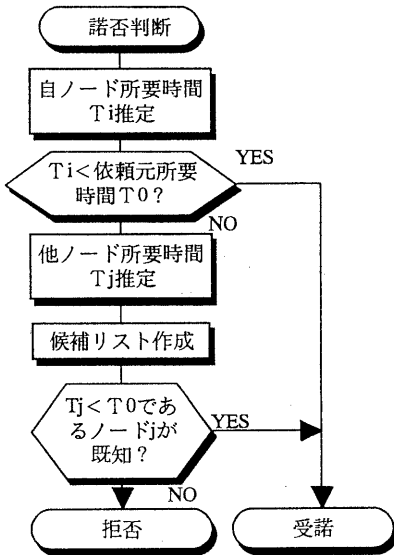 諾否判断
自ノード所要時間
Ti推定
Ti<依頼元所要
時間T0?
YES
NO
他ノード所要時間
Tj推定
候補リスト作成
Tj<T0であ
るノードjが
既知?
YES
NO
拒否
受諾